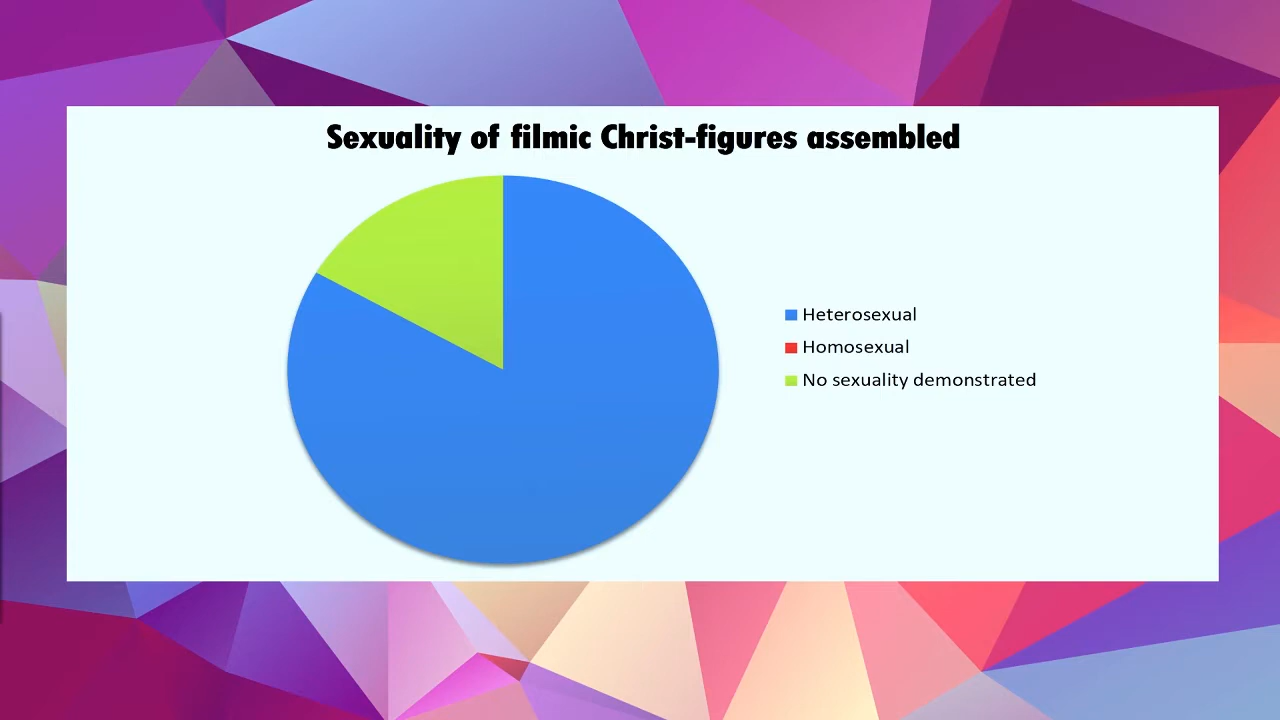 Sexuality of filmic Christ-figures assembled
Heterosexual
Homosexual
No sexuality demonstrated